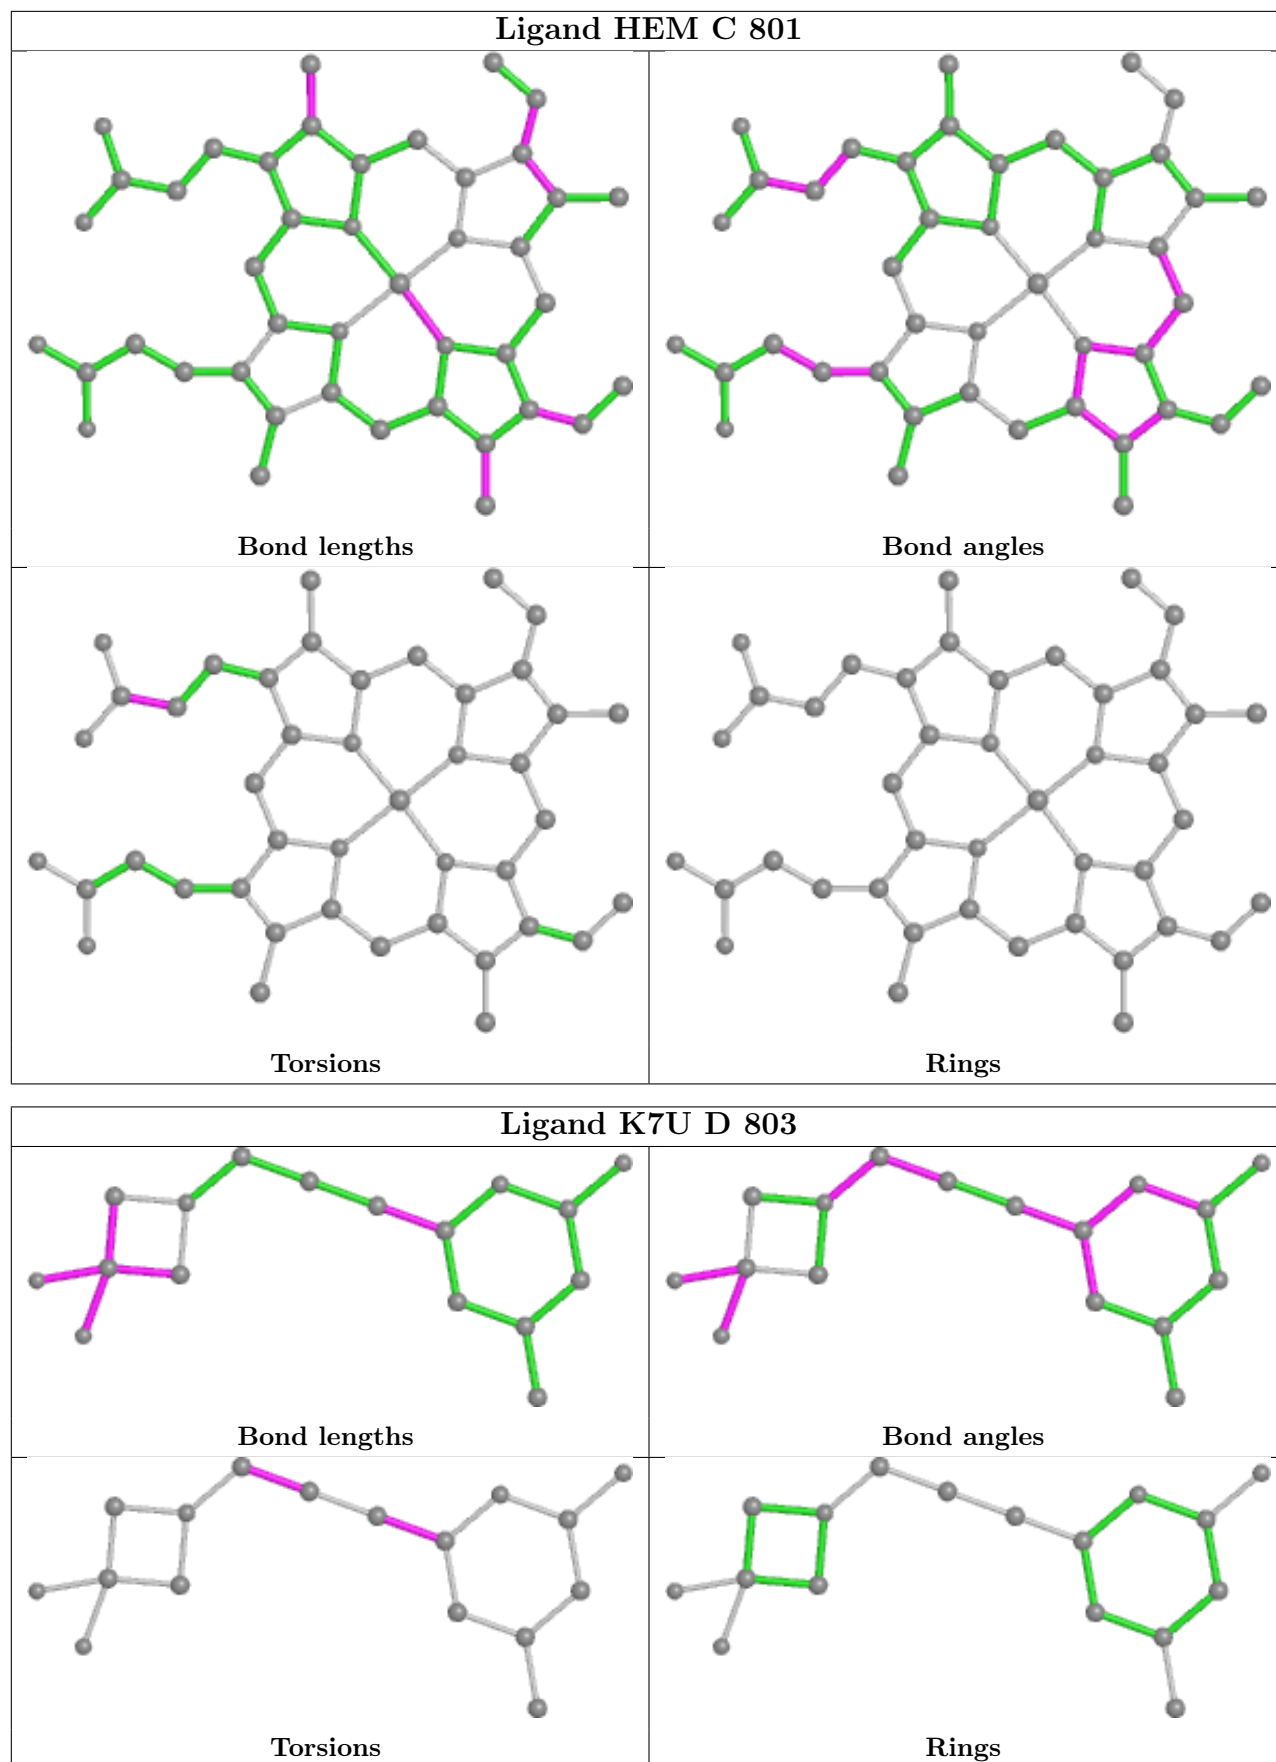 Ligand HEM C 801
Bond lengths
Bond angles
Torsions
Rings
Ligand K7U D 803
Bond lengths
Bond angles
Torsions
Rings